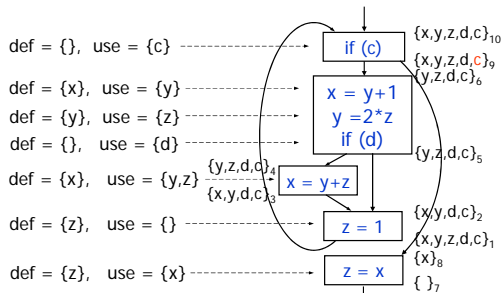 {x,y,z,d,c}10
def = {}, use = {c}
if (c)
{x,y,z,d,c}9
{y,z,d,c}6
def = {x}, use = {y}
x = y+1
def = {y}, use = {z}
y =2*z
def = {}, use = {d}
if (d)
{y,z,d,c}5
{y,z,d,c}4
def = {x}, use = {y,z}
x = y+z
{x,y,d,c}3
{x,y,d,c}2
def = {z}, use = {}
z = 1
{x,y,z,d,c}1
{x}8
def = {z}, use = {x}
z = x
{ }7